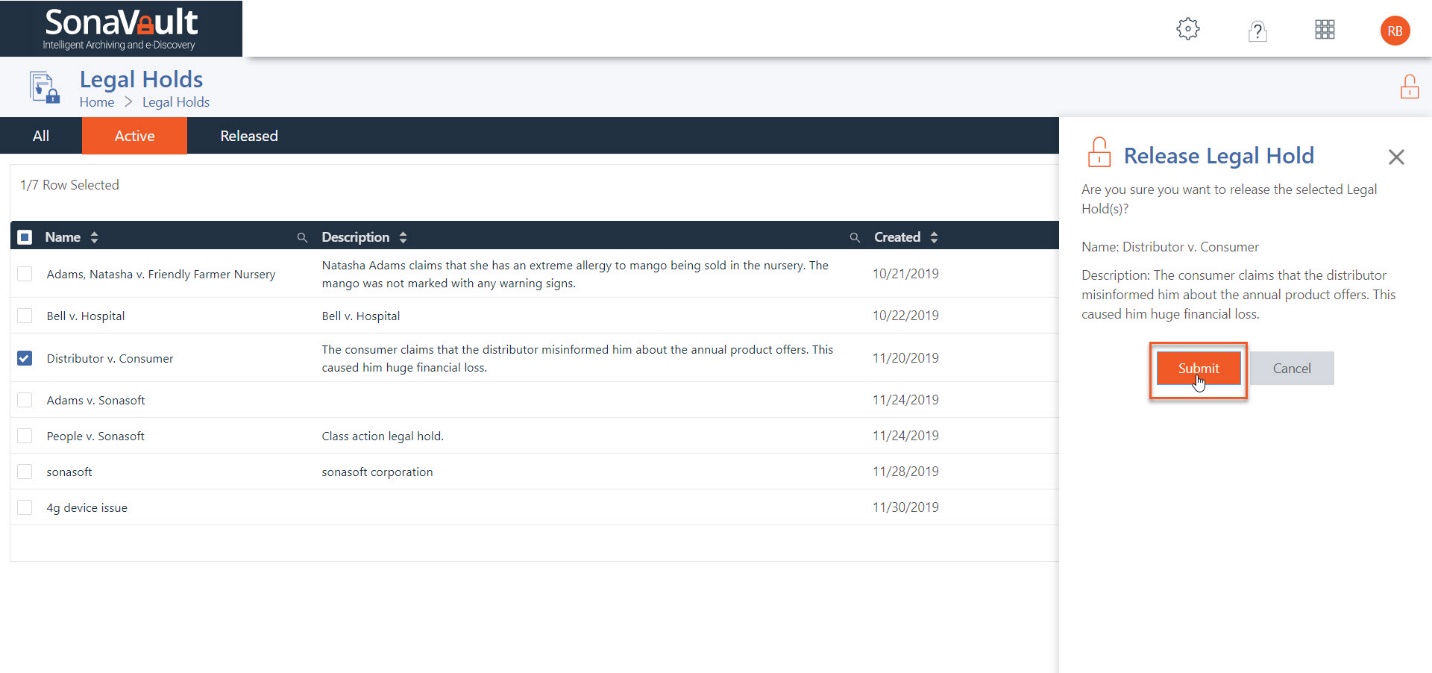 SonaVault
Intelligent Archiving and e-Discovery
?
RB
Legal Holds
Home > Legal Holds
All
Active
Released
1/7 Row Selected
Name
Description
Created
Adams, Natasha v. Friendly Farmer Nursery
Natasha Adams claims that she has an extreme allergy to mango being sold in the nursery. The
mango was not marked with any warning signs.
10/21/2019
Bell v. Hospital
Bell v. Hospital
10/22/2019
Distributor v. Consumer
The consumer claims that the distributor misinformed him about the annual product offers. This
caused him huge financial loss.
11/20/2019
Adams v. Sonasoft
11/24/2019
People v. Sonasoft
Class action legal hold.
11/24/2019
sonasoft
sonasoft corporation
11/28/2019
4g device issue
11/30/2019
Release Legal Hold
Are you sure you want to release the selected Legal
Hold(s)?
Name: Distributor v. Consumer
Description: The consumer claims that the distributor
misinformed him about the annual product offers. This
caused him huge financial loss.
Submit
Cancel